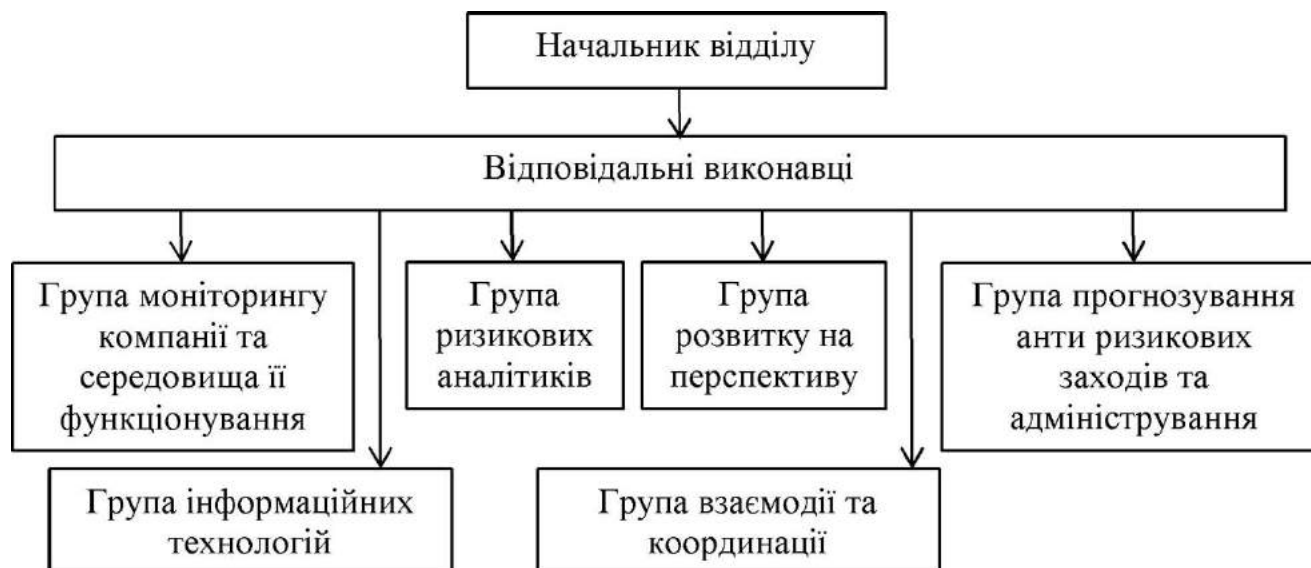 Начальник відділу
Відповідальні виконавці
Група моніторингу
компанії та
середовища її
функціонування
Група
ризикових
аналітиків
Група
розвитку на
перспективу
Група прогнозування
анти ризикових
заходів та
адміністрування
Група інформаційних
технологій
Група взаємодії та
координації